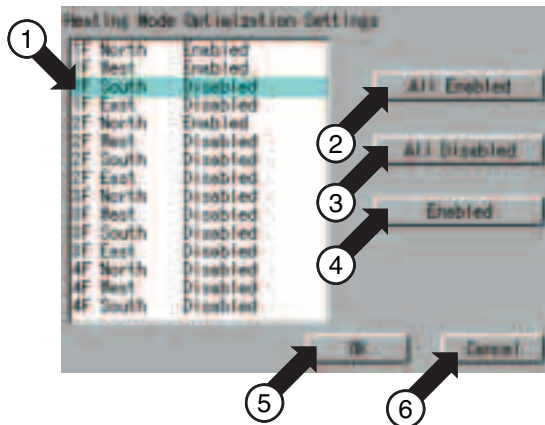 Heating Mode Optimization Settings
1
1F North Enabled
1F West Enabled
1F South Disabled
1F East Disabled
2F North Enabled
2F West Disabled
2F South Disabled
2F East Disabled
3F North Disabled
3F West Disabled
3F South Disabled
3F East Disabled
4F North Disabled
4F West Disabled
4F South Disabled
All Enabled
2
All Disabled
3
Enabled
4
OK
Cancel
5
6